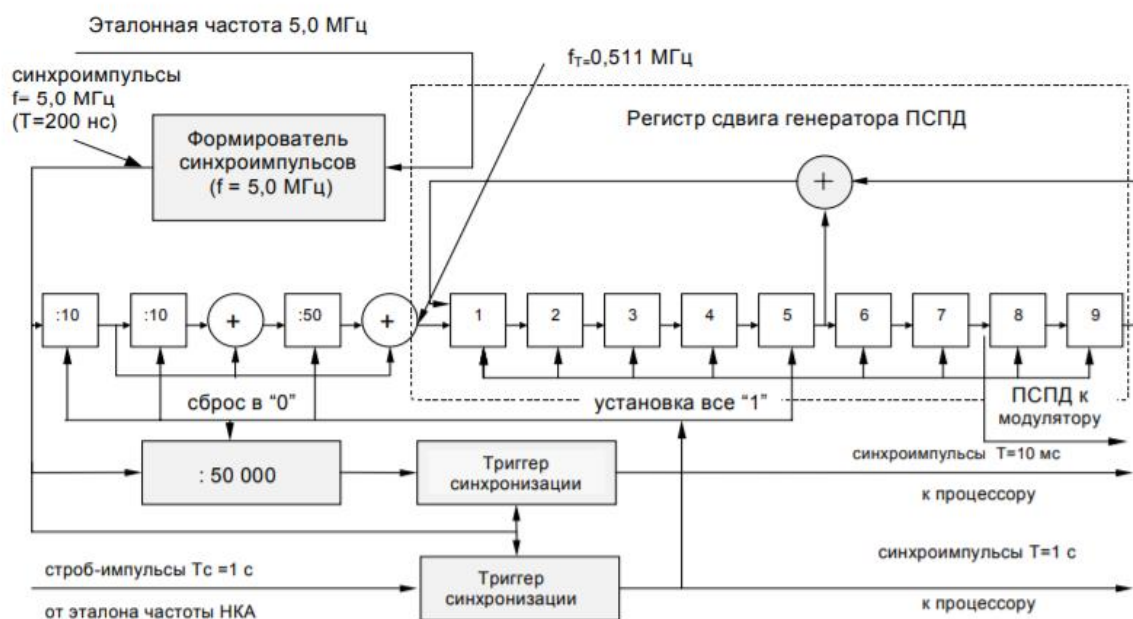 Эталонная частота 5,0 МГц
fТ=0,511 МГц
синхроимпульсы
f= 5,0 МГц
(T=200 нс)
Формирователь
синхроимпульсов
(f = 5,0 МГц)
Регистр сдвига генератора ПСПД
+
:10
:10
+
:50
+
1
2
3
4
5
6
7
8
9
сброс в “0”
установка все “1”
ПСПД к
модулятору
: 50 000
Триггер
синхронизации
синхроимпульсы T=10 мс
к процессору
строб-импульсы Тс =1 с
от эталона частоты НКА
Триггер
синхронизации
синхроимпульсы T=1 с
к процессору